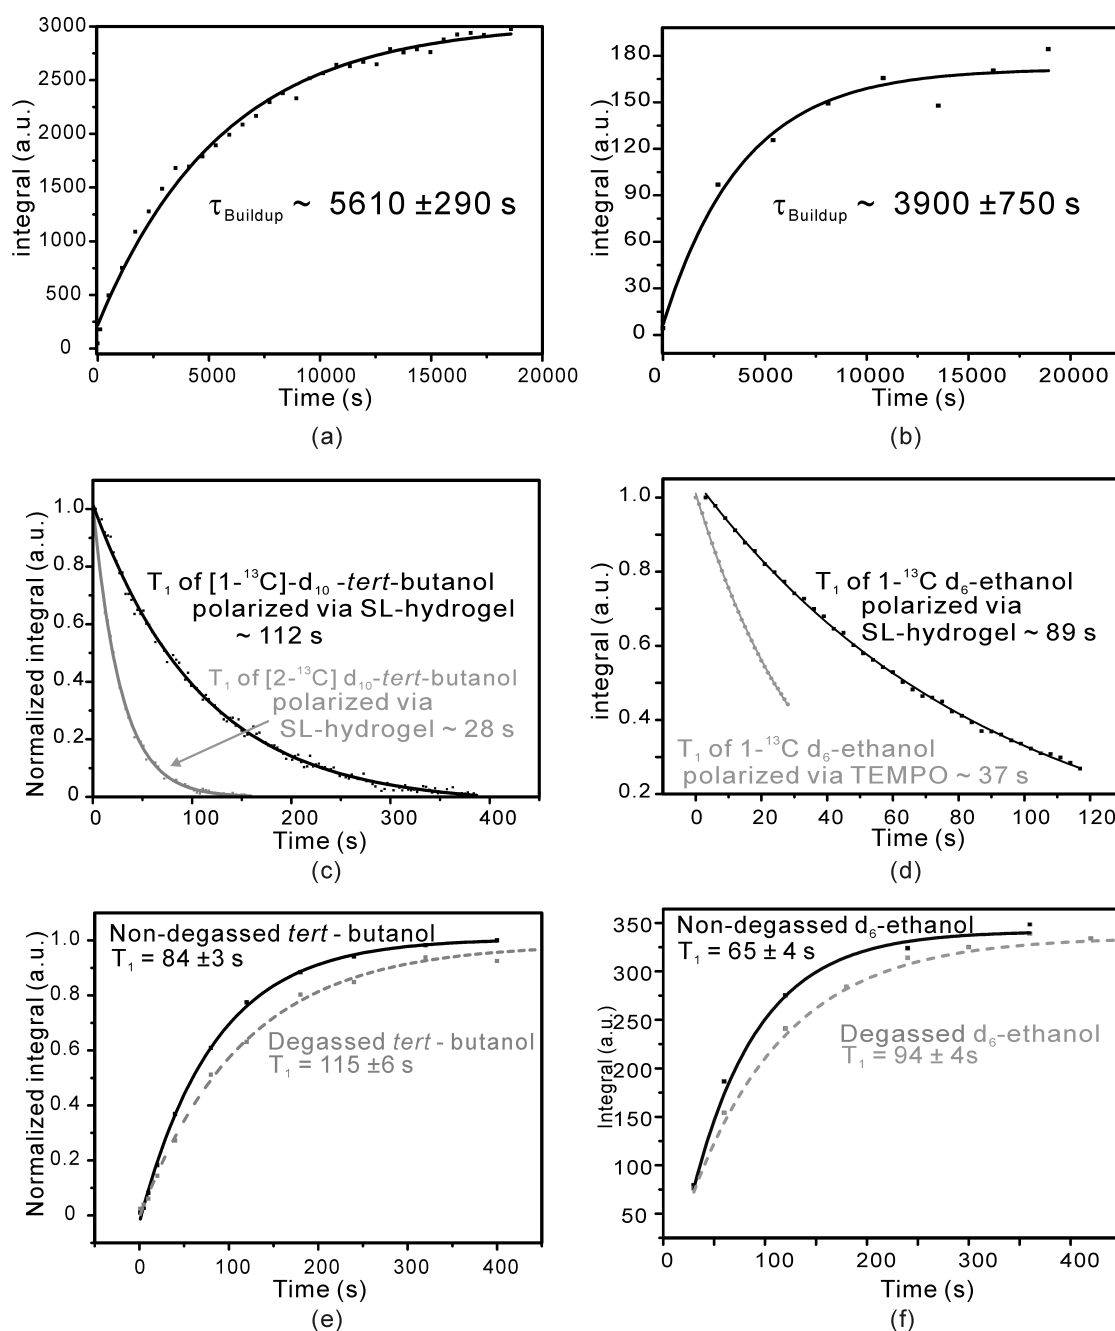 3000
2500
2000
1500
1000
500
0
integral (a.u.)
τBuildup ~ 5610 ±290 s
0 5000 10000 15000 20000
Time (s)
(a)
180
150
120
90
60
30
0
integral (a.u.)
τBuildup ~ 3900 ±750 s
0 5000 10000 15000 20000
Time (s)
(b)
1.0
0.8
0.6
0.4
0.2
0
Normalized integral (a.u.)
T₁ of [1-¹³C]-d₁₀ -tert-butanol
polarized via SL-hydrogel
~ 112 s
T₁ of [2-¹³C] d₁₀-tert-butanol
polarized via
SL-hydrogel ~ 28 s
0 100 200 300 400
Time (s)
(c)
1.0
0.8
0.6
0.4
0.2
integral (a.u.)
T₁ of 1-¹³C d₆-ethanol
polarized via
SL-hydrogel ~ 89 s
T₁ of 1-¹³C d₆-ethanol
polarized via TEMPO ~ 37 s
0 20 40 60 80 100 120
Time (s)
(d)
1.0
0.8
0.6
0.4
0.2
0
Normalized integral (a.u.)
Non-degassed tert - butanol
T₁ = 84 ±3 s
Degassed tert - butanol
T₁ = 115 ±6 s
0 100 200 300 400
Time (s)
(e)
350
325
250
200
150
100
50
Integral (a.u.)
Non-degassed d₆-ethanol
T₁ = 65 ± 4 s
Degassed d₆-ethanol
T₁ = 94 ± 4s
0 100 200 300 400
Time (s)
(f)